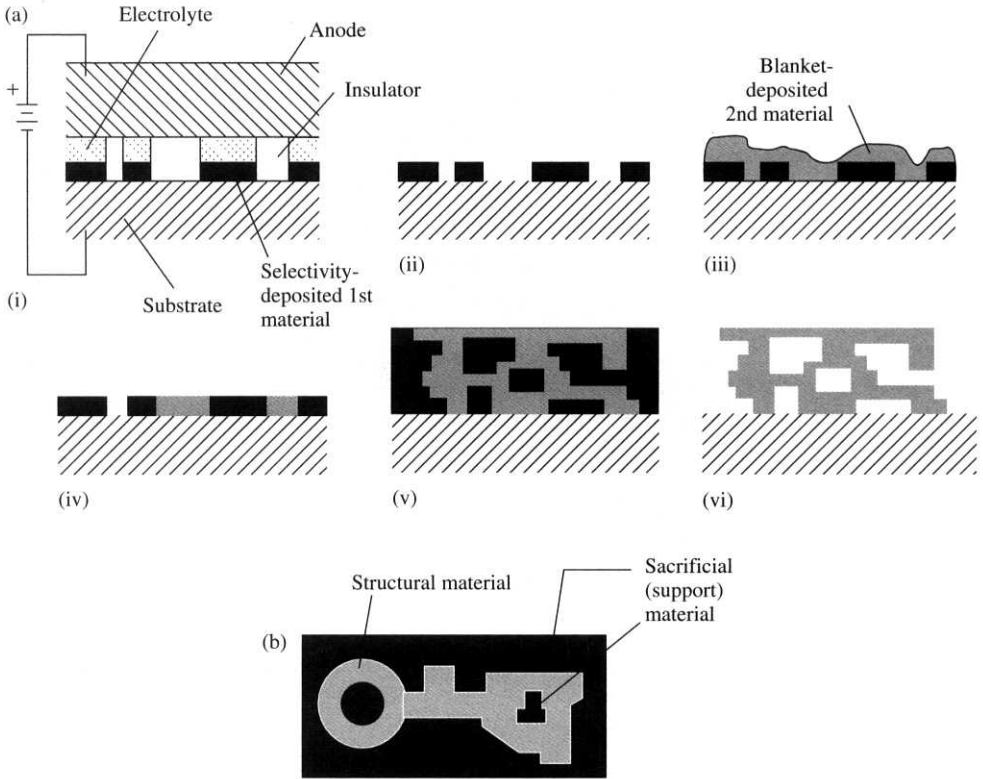 (a)
Electrolyte
Anode
+
Insulator
Substrate
Selectivity-
deposited 1st
material
(i)
(ii)
Blanket-
deposited
2nd material
(iii)
(iv)
(v)
(vi)
(b)
Structural material
Sacrificial
(support)
material